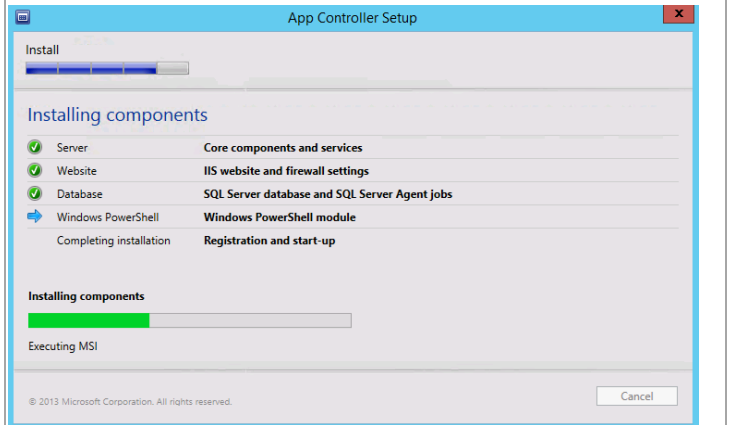 App Controller Setup
x
Install
Installing components
Server Core components and services
Website IIS website and firewall settings
Database SQL Server database and SQL Server Agent jobs
Windows PowerShell Windows PowerShell module
Completing installation Registration and start-up
Installing components
Executing MSI
© 2013 Microsoft Corporation. All rights reserved.
Cancel